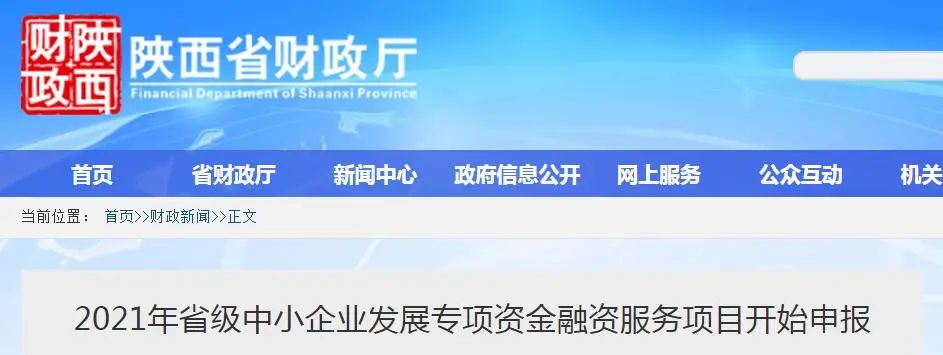 陕西财政
陕西省财政厅
Financial Department of Shaanxi Province
首页 省财政厅 新闻中心 政府信息公开 网上服务 公众互动 机关
当前位置: 首页>>财政新闻>>正文
2021年省级中小企业发展专项资金融资服务项目开始申报